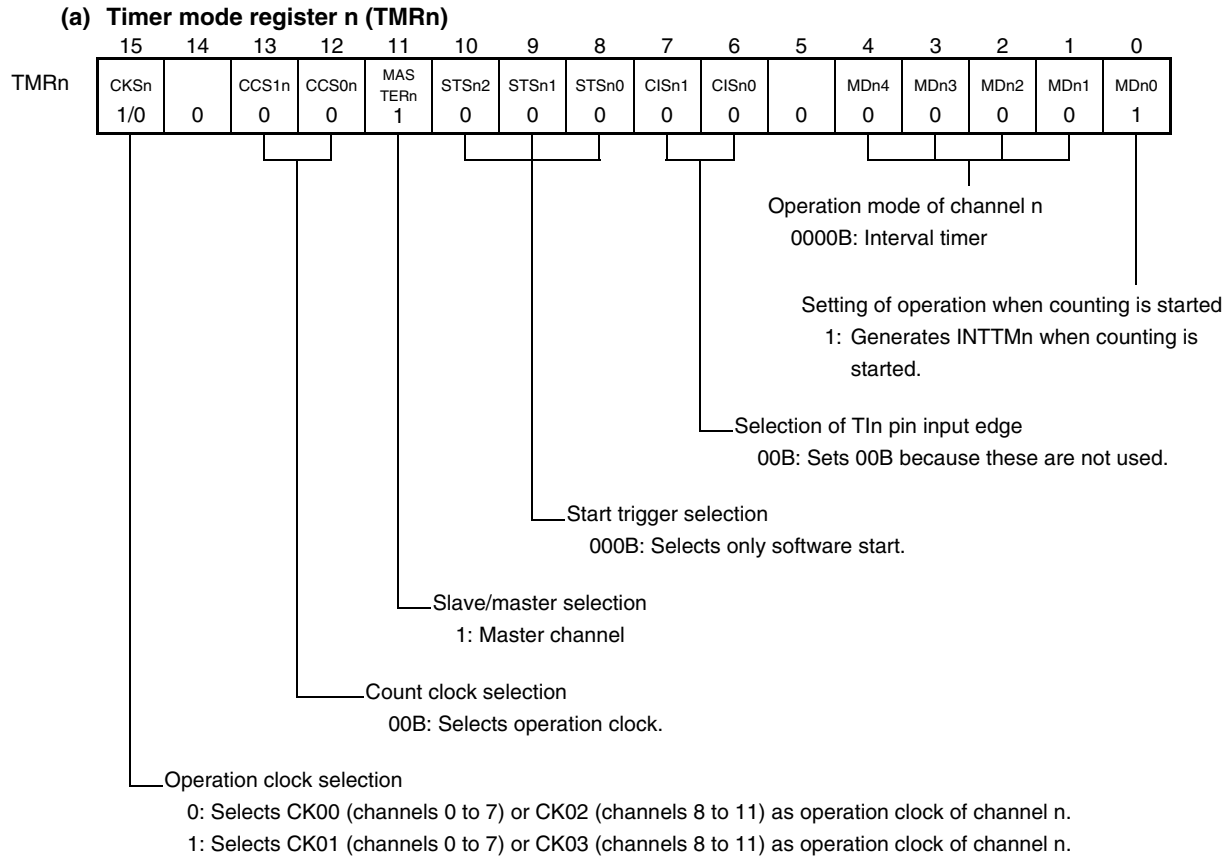 (a) Timer mode register n (TMRn)
15 14 13 12 11 10 9 8 7 6 5 4 3 2 1 0
TMRn CKSn CCS1n CCS0n MAS TERn STSn2 STSn1 STSn0 CISn1 CISn0 MDn4 MDn3 MDn2 MDn1 MDn0
1/0 0 0 0 1 0 0 0 0 0 0 0 0 0 0 1
Operation mode of channel n
0000B: Interval timer
Setting of operation when counting is started
1: Generates INTTMn when counting is
started.
Selection of TIn pin input edge
00B: Sets 00B because these are not used.
Start trigger selection
000B: Selects only software start.
Slave/master selection
1: Master channel
Count clock selection
00B: Selects operation clock.
Operation clock selection
0: Selects CK00 (channels 0 to 7) or CK02 (channels 8 to 11) as operation clock of channel n.
1: Selects CK01 (channels 0 to 7) or CK03 (channels 8 to 11) as operation clock of channel n.